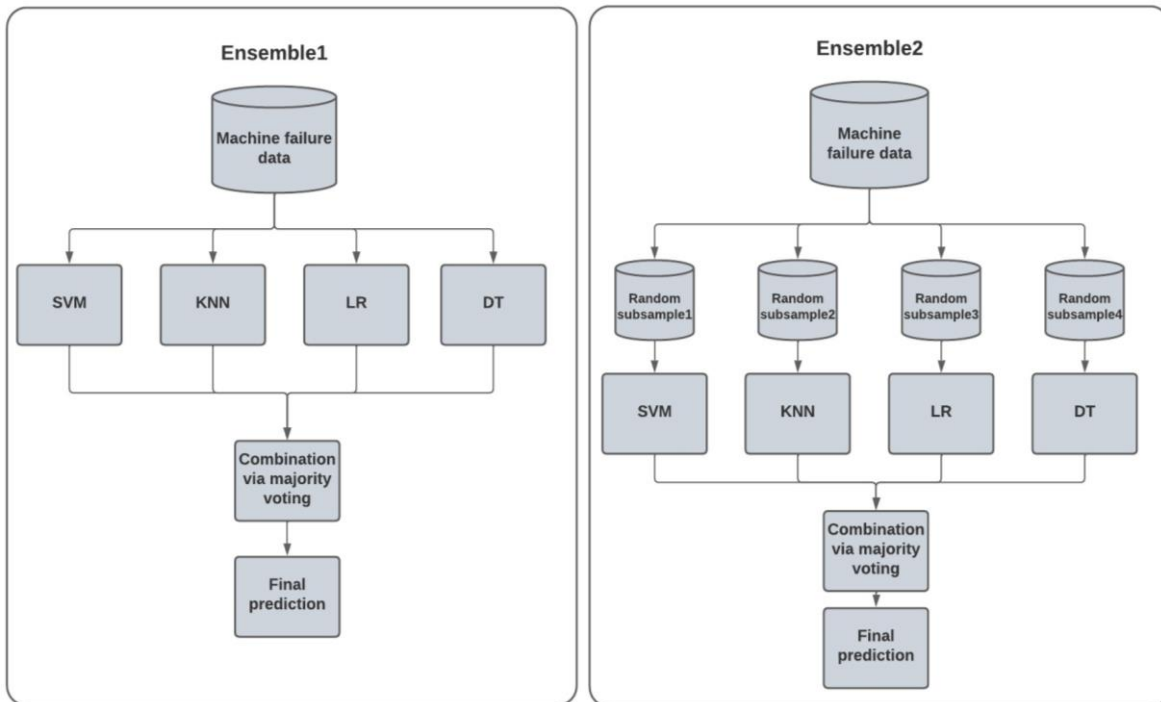 Ensemble1
Machine failure
data
SVM
KNN
LR
DT
Combination
via majority
voting
Final
prediction
Ensemble2
Machine
failure data
Random
subsample1
Random
subsample2
Random
subsample3
Random
subsample4
SVM
KNN
LR
DT
Combination
via majority
voting
Final
prediction